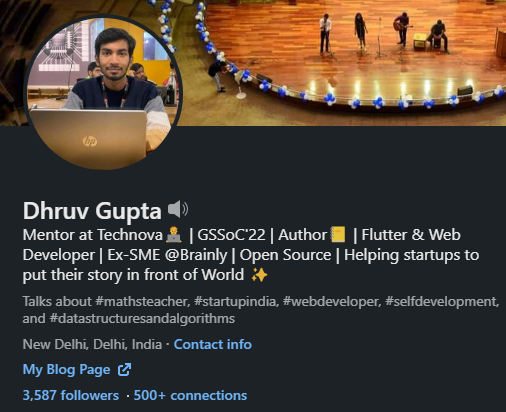 hp
Dhruv Gupta
Mentor at Technova👨‍💻 | GSSoC'22 | Author📒 | Flutter & Web
Developer | Ex-SME @Brainly | Open Source | Helping startups to
put their story in front of World ✨
Talks about #mathsteacher, #startupindia, #webdeveloper, #selfdevelopment,
and #datastructuresandalgorithms
New Delhi, Delhi, India · Contact info
My Blog Page
3,587 followers · 500+ connections